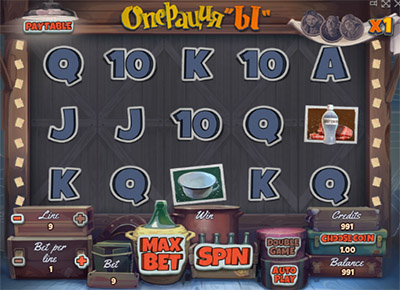 Операция "Ы"
PAYTABLE
X1
Q 10 K 10 A
J J 10 Q
K Q Q K
Line
9
Win
Credits
991
Bet per line
1
Bet
9
MAX BET
SPIN
DOUBLE GAME
AUTO PLAY
CHOOSE COIN
1.00
Balance
991